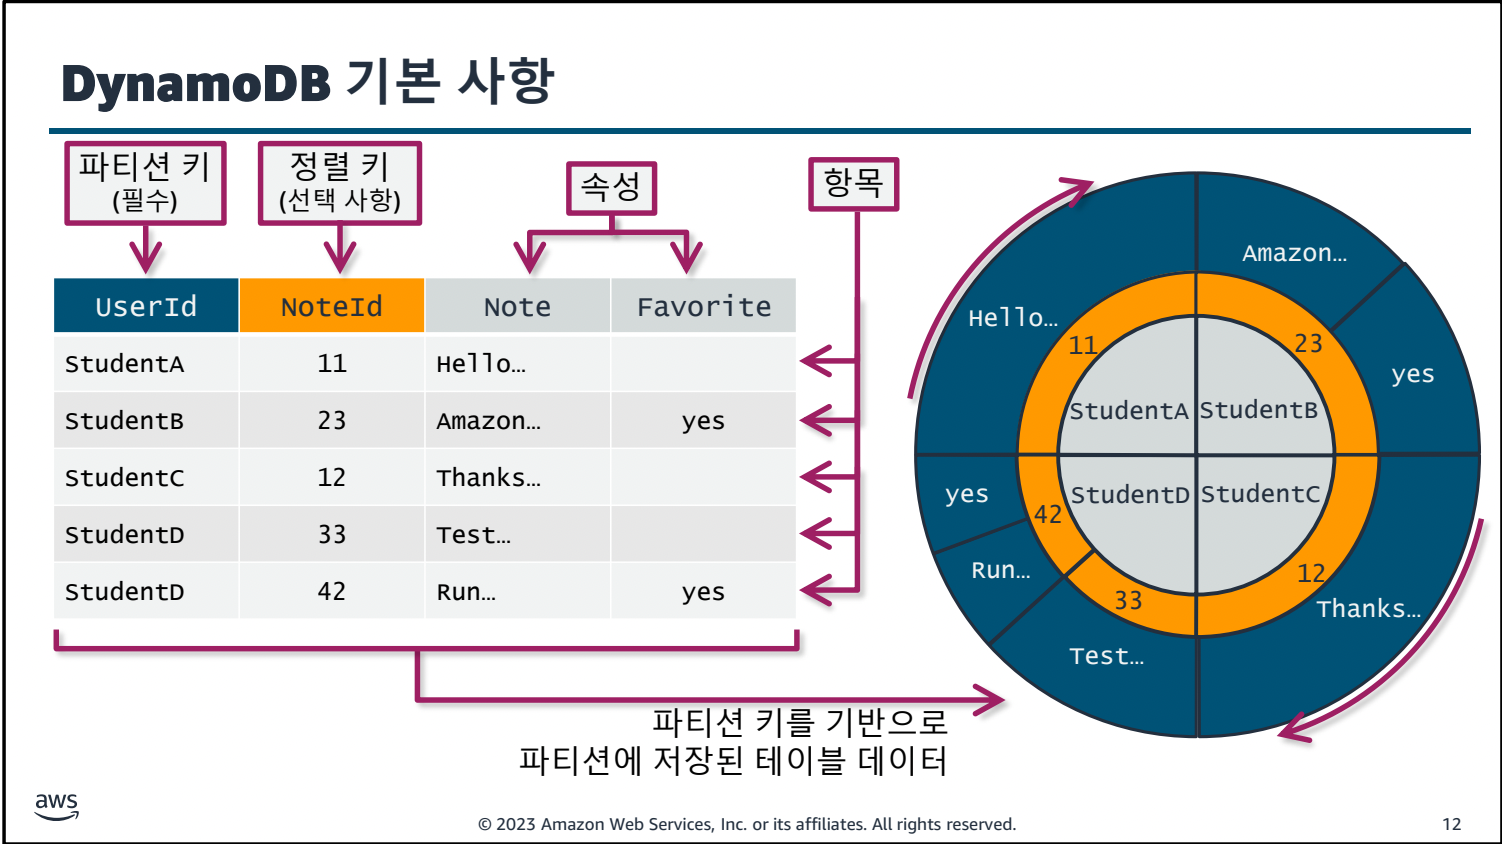 DynamoDB 기본 사항
파티션 키
(필수)
정렬 키
(선택 사항)
속성
항목
UserId NoteId Note Favorite
StudentA 11 Hello…
StudentB 23 Amazon… yes
StudentC 12 Thanks…
StudentD 33 Test…
StudentD 42 Run… yes
파티션 키를 기반으로
파티션에 저장된 테이블 데이터
Amazon…
Hello…
11
23
yes
StudentA
StudentB
StudentD
StudentC
yes
42
Run…
33
12
Thanks…
Test…
aws
© 2023 Amazon Web Services, Inc. or its affiliates. All rights reserved.
12